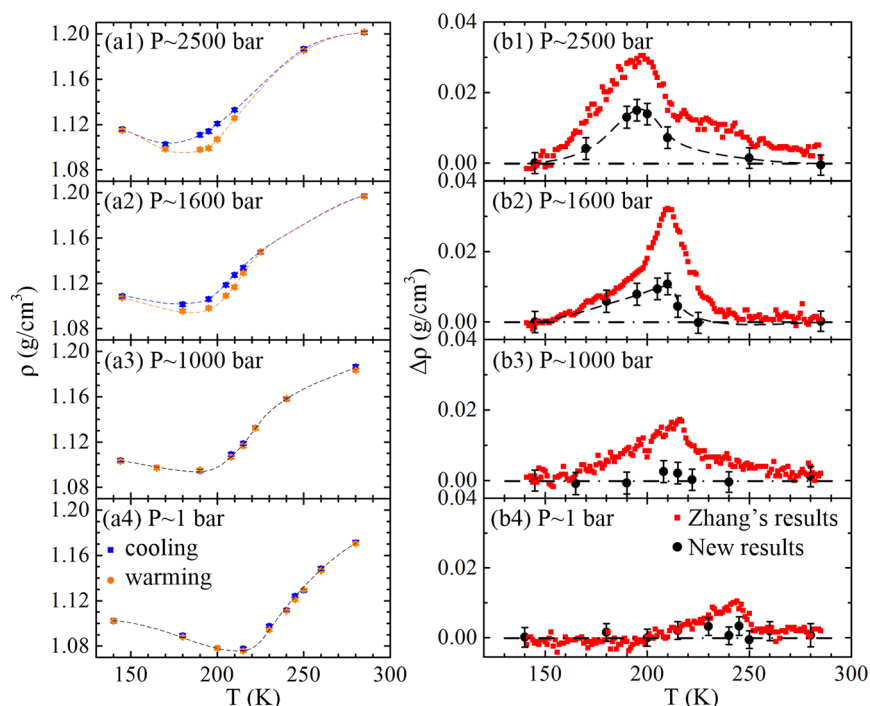 (a1) P~2500 bar
(b1) P~2500 bar
1.20
1.16
1.12
1.08
0.04
0.02
0.00
(a2) P~1600 bar
(b2) P~1600 bar
1.20
1.16
1.12
1.08
0.04
0.02
0.00
(a3) P~1000 bar
(b3) P~1000 bar
1.20
1.16
1.12
1.08
0.04
0.02
0.00
(a4) P~1 bar
(b4) P~1 bar
cooling
warming
Zhang's results
New results
1.20
1.16
1.12
1.08
0.04
0.02
0.00
ρ (g/cm³)
Δρ (g/cm³)
150 200 250 300
150 200 250 300
T (K)
T (K)